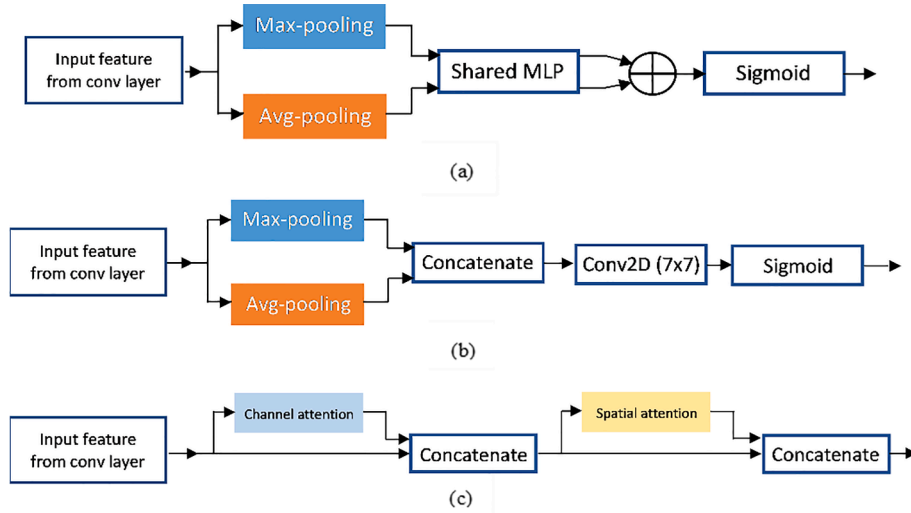 Max-pooling
Input feature
from conv layer
Shared MLP
Sigmoid
Avg-pooling
(a)
Max-pooling
Input feature
from conv layer
Concatenate
Conv2D (7x7)
Sigmoid
Avg-pooling
(b)
Channel attention
Spatial attention
Input feature
from conv layer
Concatenate
Concatenate
(c)